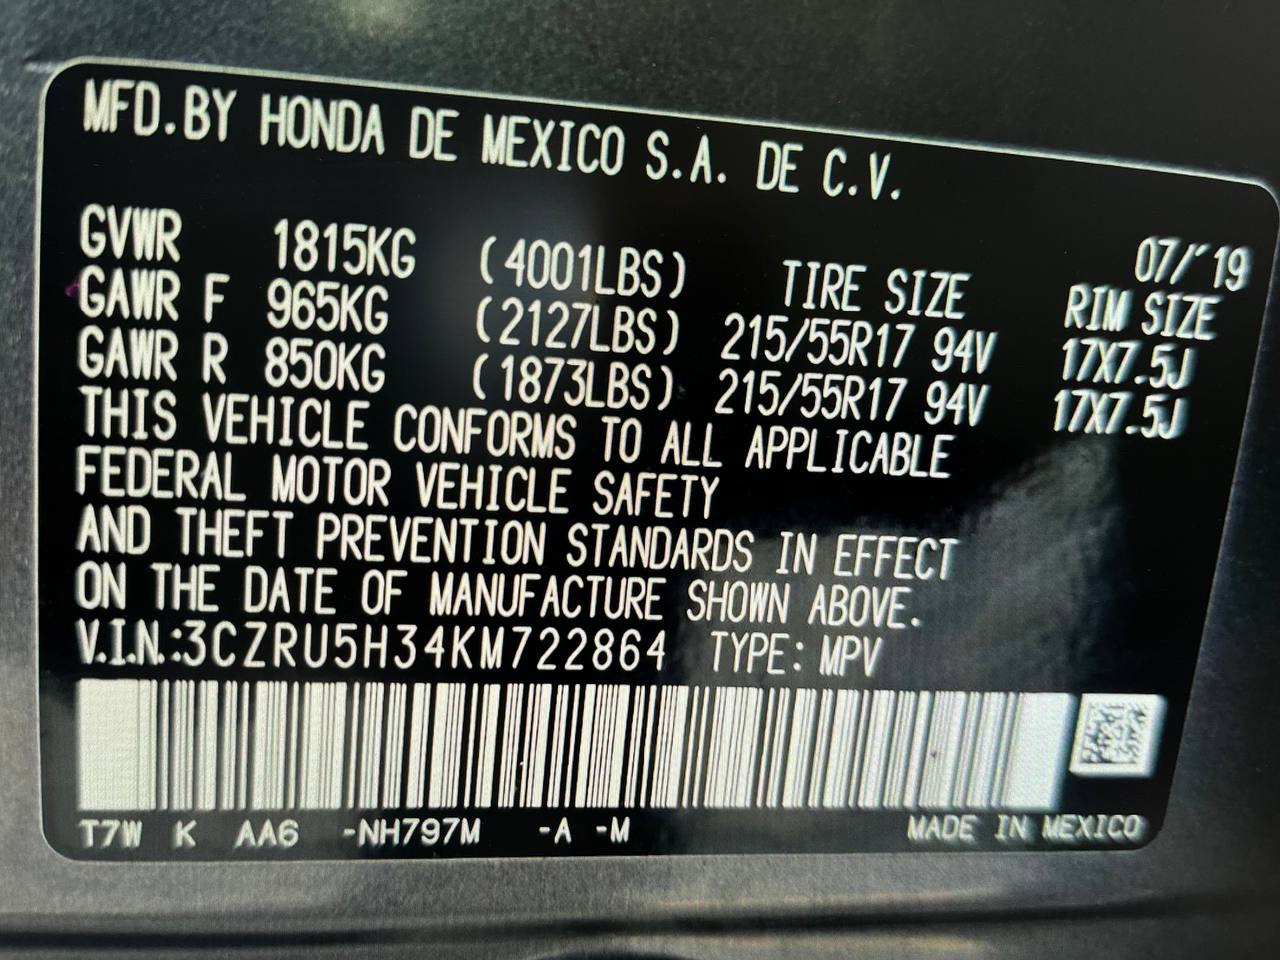 MFD.BY HONDA DE MEXICO S.A. DE C.V.
07/'19
GVWR 1815KG (4001LBS) TIRE SIZE RIM SIZE
GAWR F 965KG (2127LBS) 215/55R17 94V 17X7.5J
GAWR R 850KG (1873LBS) 215/55R17 94V 17X7.5J
THIS VEHICLE CONFORMS TO ALL APPLICABLE
FEDERAL MOTOR VEHICLE SAFETY
AND THEFT PREVENTION STANDARDS IN EFFECT
ON THE DATE OF MANUFACTURE SHOWN ABOVE.
V.I.N.:3CZRU5H34KM722864 TYPE: MPV
T7W K AA6 -NH797M -A -M MADE IN MEXICO